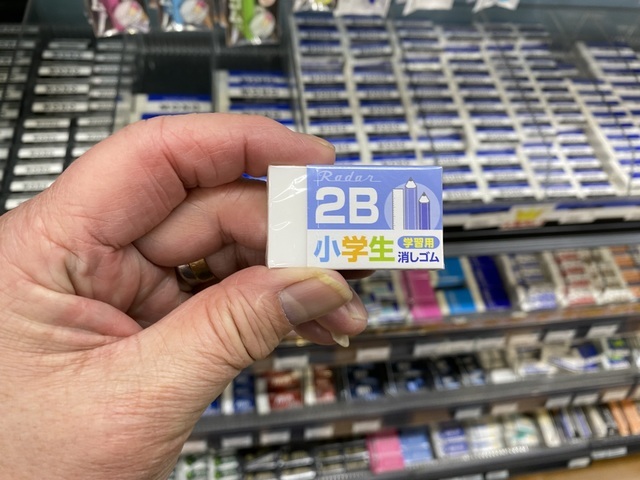 Radar
2B
小学生
学習用
消しゴム